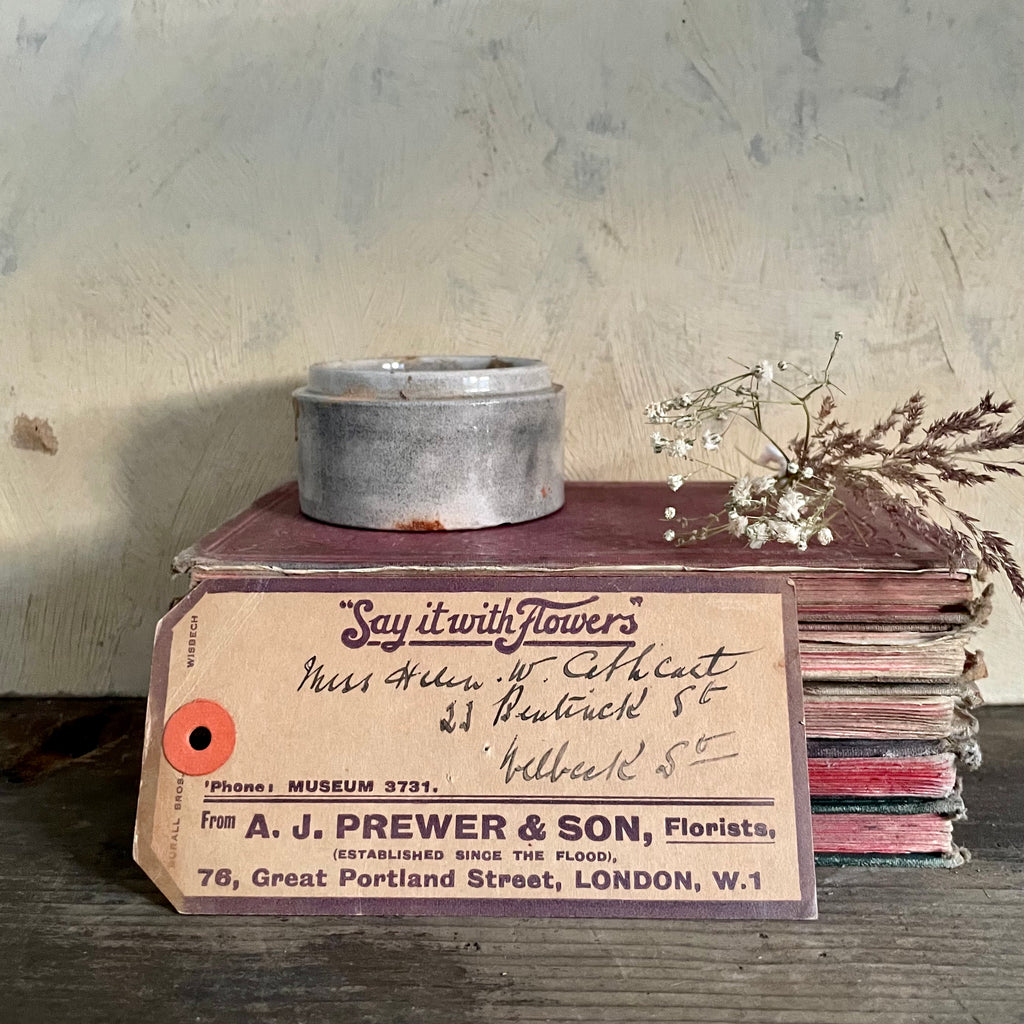 "Say it with Flowers"
Miss Helen. W. Cathcart
Bentinck St
Welbeck St
'Phone: MUSEUM 3731.
From A. J. PREWER & SON, Florists,
(ESTABLISHED SINCE THE FLOOD),
76, Great Portland Street, LONDON, W.1
BROS.
WISBECH